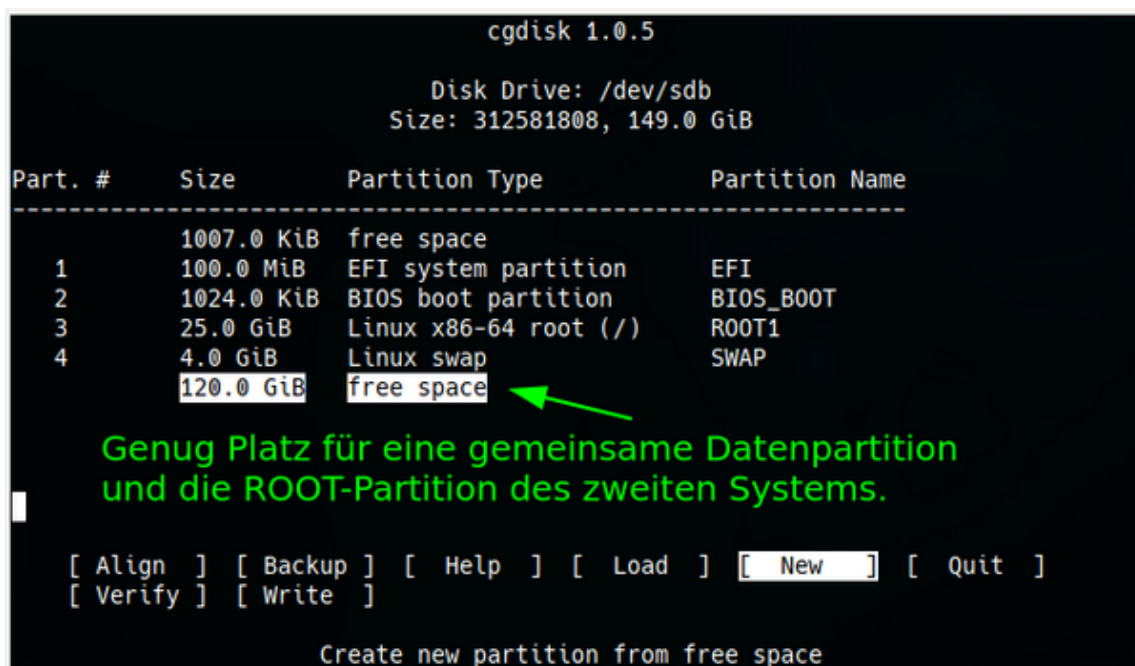 cgdisk 1.0.5
Disk Drive: /dev/sdb
Size: 312581808, 149.0 GiB
Part. # Size Partition Type Partition Name
----------------------------------------------------------------
1007.0 KiB free space
1 100.0 MiB EFI system partition EFI
2 1024.0 KiB BIOS boot partition BIOS_BOOT
3 25.0 GiB Linux x86-64 root (/) ROOT1
4 4.0 GiB Linux swap SWAP
120.0 GiB free space
Genug Platz für eine gemeinsame Datenpartition
und die ROOT-Partition des zweiten Systems.
[ Align ] [ Backup ] [ Help ] [ Load ] [ New ] [ Quit ]
[ Verify ] [ Write ]
Create new partition from free space